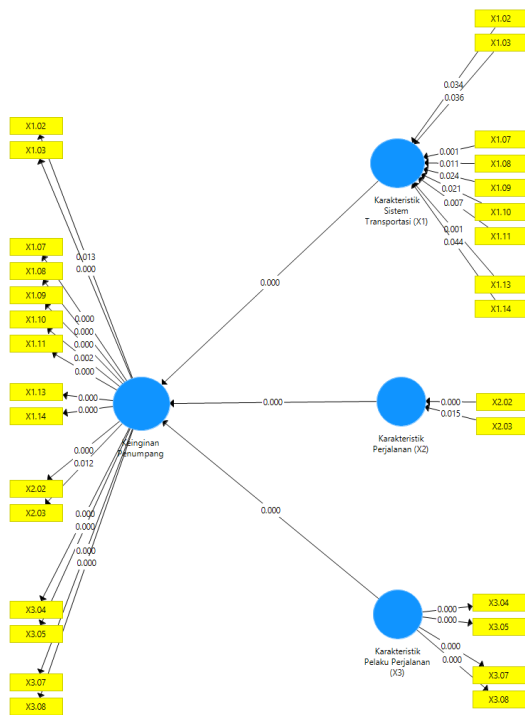 X1.02
X1.03
0.034
0.036
X1.02
X1.03
X1.07
X1.08
X1.09
X1.10
X1.11
0.001
0.011
0.024
0.021
0.007
Karakteristik
Sistem
Transportasi (X1)
0.001
0.044
X1.13
X1.14
X1.07
X1.08
X1.09
X1.10
X1.11
X1.13
X1.14
0.013
0.000
0.000
0.000
0.000
0.002
0.000
0.000
0.000
0.000
Keinginan
Penumpang
0.000
Karakteristik
Perjalanan (X2)
0.000
0.015
X2.02
X2.03
0.000
0.012
X2.02
X2.03
0.000
0.000
0.000
0.000
0.000
X3.04
X3.05
X3.07
X3.08
Karakteristik
Pelaku Perjalanan
(X3)
0.000
0.000
0.000
0.000
X3.04
X3.05
X3.07
X3.08